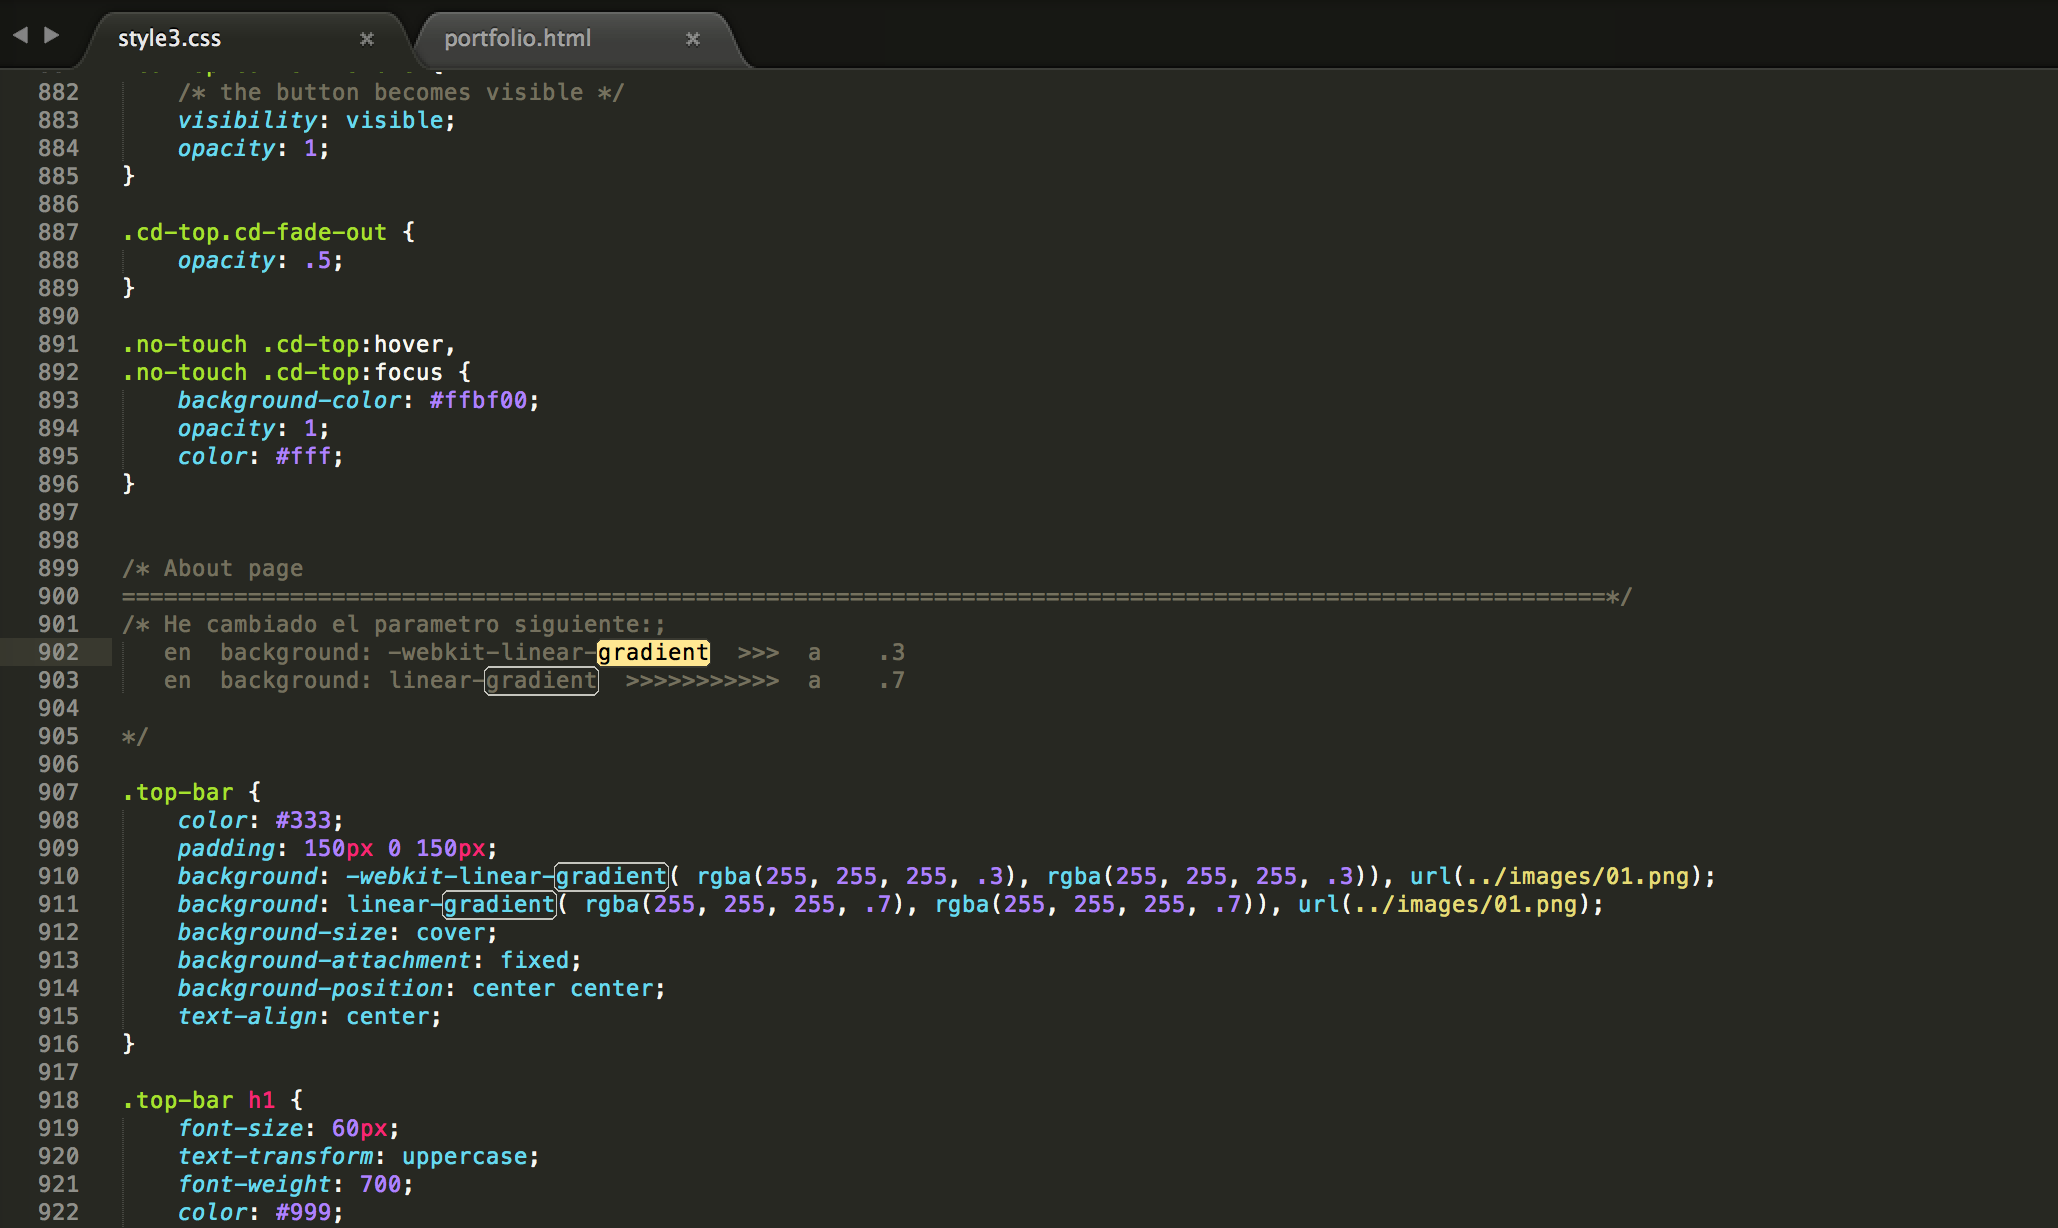 style3.css × portfolio.html ×
882 /* the button becomes visible */
883 visibility: visible;
884 opacity: 1;
885 }
886
887 .cd-top.cd-fade-out {
888 opacity: .5;
889 }
890
891 .no-touch .cd-top:hover,
892 .no-touch .cd-top:focus {
893 background-color: #ffbf00;
894 opacity: 1;
895 color: #fff;
896 }
897
898
899 /* About page
900 ==========================================================================================================*/
901 /* He cambiado el parametro siguiente:;
902 en background: -webkit-linear-gradient >>> a .3
903 en background: linear-gradient >>>>>>>>>>> a .7
904
905 */
906
907 .top-bar {
908 color: #333;
909 padding: 150px 0 150px;
910 background: -webkit-linear-gradient( rgba(255, 255, 255, .3), rgba(255, 255, 255, .3)), url(../images/01.png);
911 background: linear-gradient( rgba(255, 255, 255, .7), rgba(255, 255, 255, .7)), url(../images/01.png);
912 background-size: cover;
913 background-attachment: fixed;
914 background-position: center center;
915 text-align: center;
916 }
917
918 .top-bar h1 {
919 font-size: 60px;
920 text-transform: uppercase;
921 font-weight: 700;
922 color: #999;